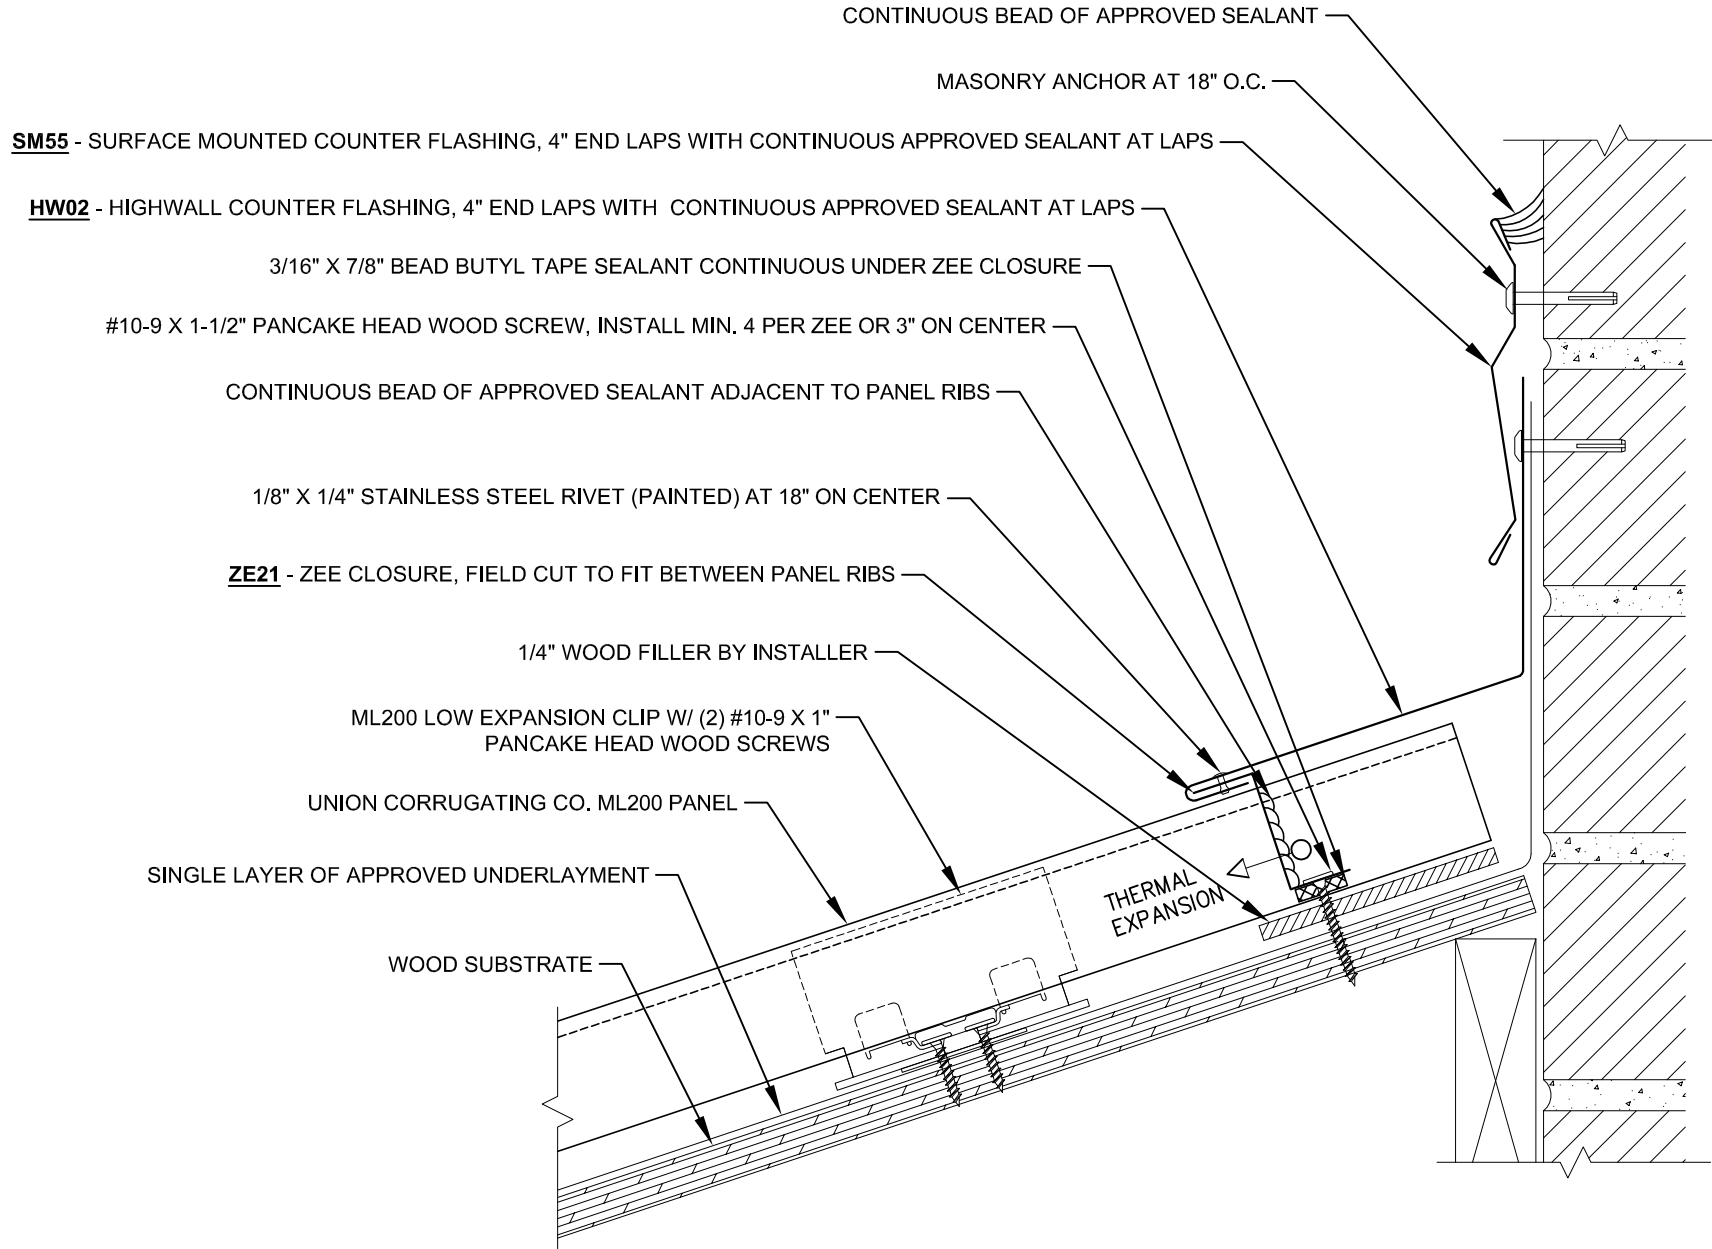 CONTINUOUS BEAD OF APPROVED SEALANT
MASONRY ANCHOR AT 18" O.C.
SM55 - SURFACE MOUNTED COUNTER FLASHING, 4" END LAPS WITH CONTINUOUS APPROVED SEALANT AT LAPS
HW02 - HIGHWALL COUNTER FLASHING, 4" END LAPS WITH CONTINUOUS APPROVED SEALANT AT LAPS
3/16" X 7/8" BEAD BUTYL TAPE SEALANT CONTINUOUS UNDER ZEE CLOSURE
#10-9 X 1-1/2" PANCAKE HEAD WOOD SCREW, INSTALL MIN. 4 PER ZEE OR 3" ON CENTER
CONTINUOUS BEAD OF APPROVED SEALANT ADJACENT TO PANEL RIBS
1/8" X 1/4" STAINLESS STEEL RIVET (PAINTED) AT 18" ON CENTER
ZE21 - ZEE CLOSURE, FIELD CUT TO FIT BETWEEN PANEL RIBS
1/4" WOOD FILLER BY INSTALLER
ML200 LOW EXPANSION CLIP W/ (2) #10-9 X 1"
PANCAKE HEAD WOOD SCREWS
UNION CORRUGATING CO. ML200 PANEL
SINGLE LAYER OF APPROVED UNDERLAYMENT
WOOD SUBSTRATE
THERMAL
EXPANSION